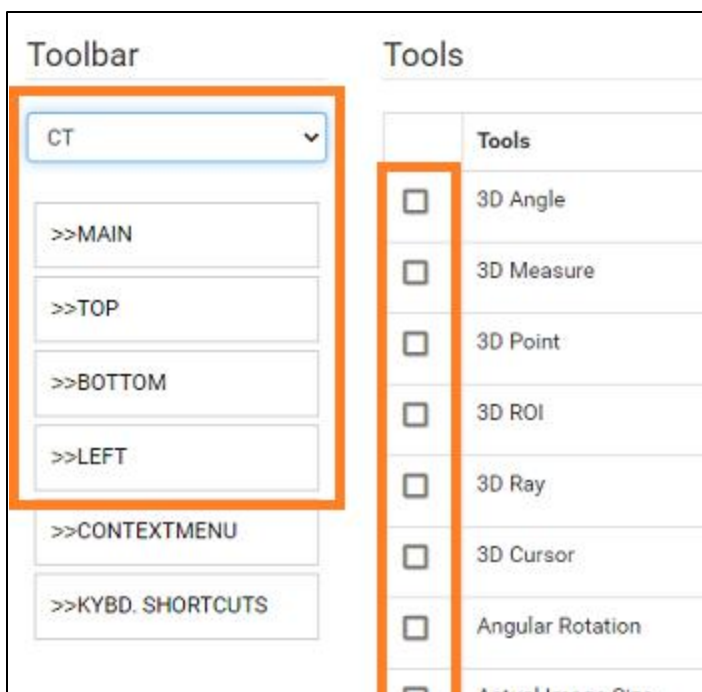 Toolbar
CT
>>MAIN
>>TOP
>>BOTTOM
>>LEFT
>>CONTEXTMENU
>>KYBD. SHORTCUTS
Tools
Tools
3D Angle
3D Measure
3D Point
3D ROI
3D Ray
3D Cursor
Angular Rotation